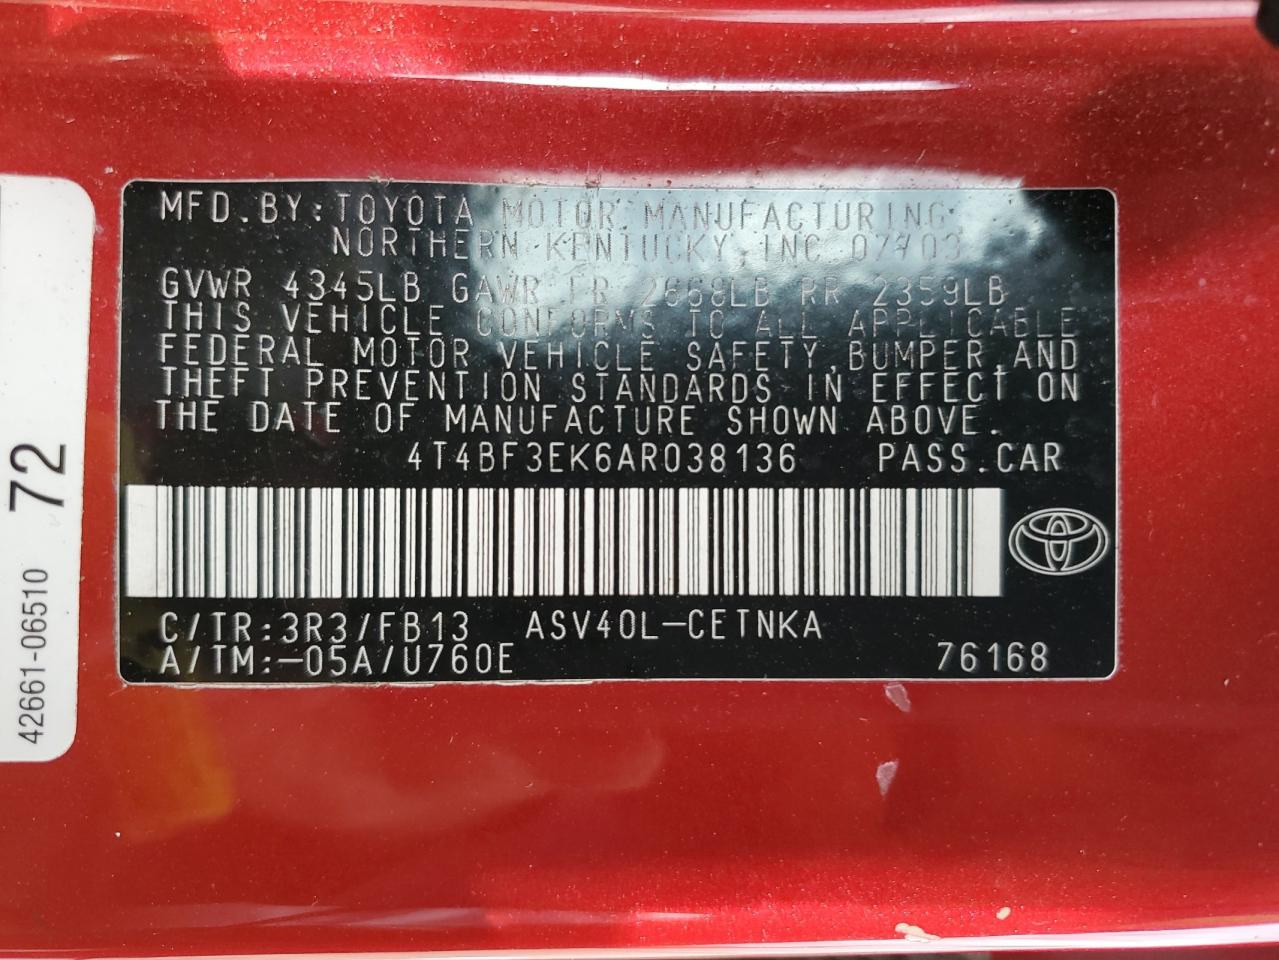 MFD.BY:TOYOTA MOTOR MANUFACTURING,
NORTHERN KENTUCKY,INC. 07/03
GVWR 4345LB GAWR FR 2668LB RR 2359LB
THIS VEHICLE CONFORMS TO ALL APPLICABLE
FEDERAL MOTOR VEHICLE SAFETY,BUMPER,AND
THEFT PREVENTION STANDARDS IN EFFECT ON
THE DATE OF MANUFACTURE SHOWN ABOVE.
4T4BF3EK6AR038136 PASS.CAR
C/TR:3R3/FB13 ASV40L-CETNKA
A/TM:-05A/U760E 76168
42661-06510 72